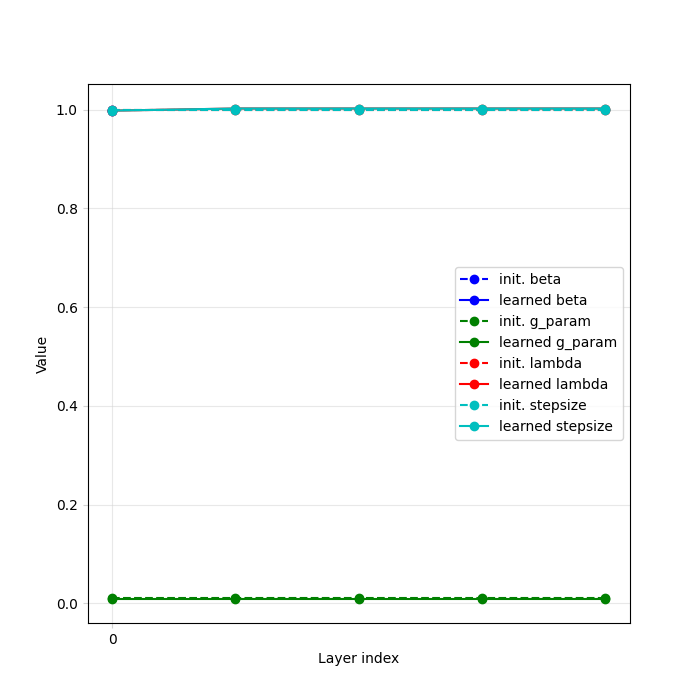 1.0
0.8
0.6
0.4
0.2
0.0
Value
init. beta
learned beta
init. g_param
learned g_param
init. lambda
learned lambda
init. stepsize
learned stepsize
0
Layer index